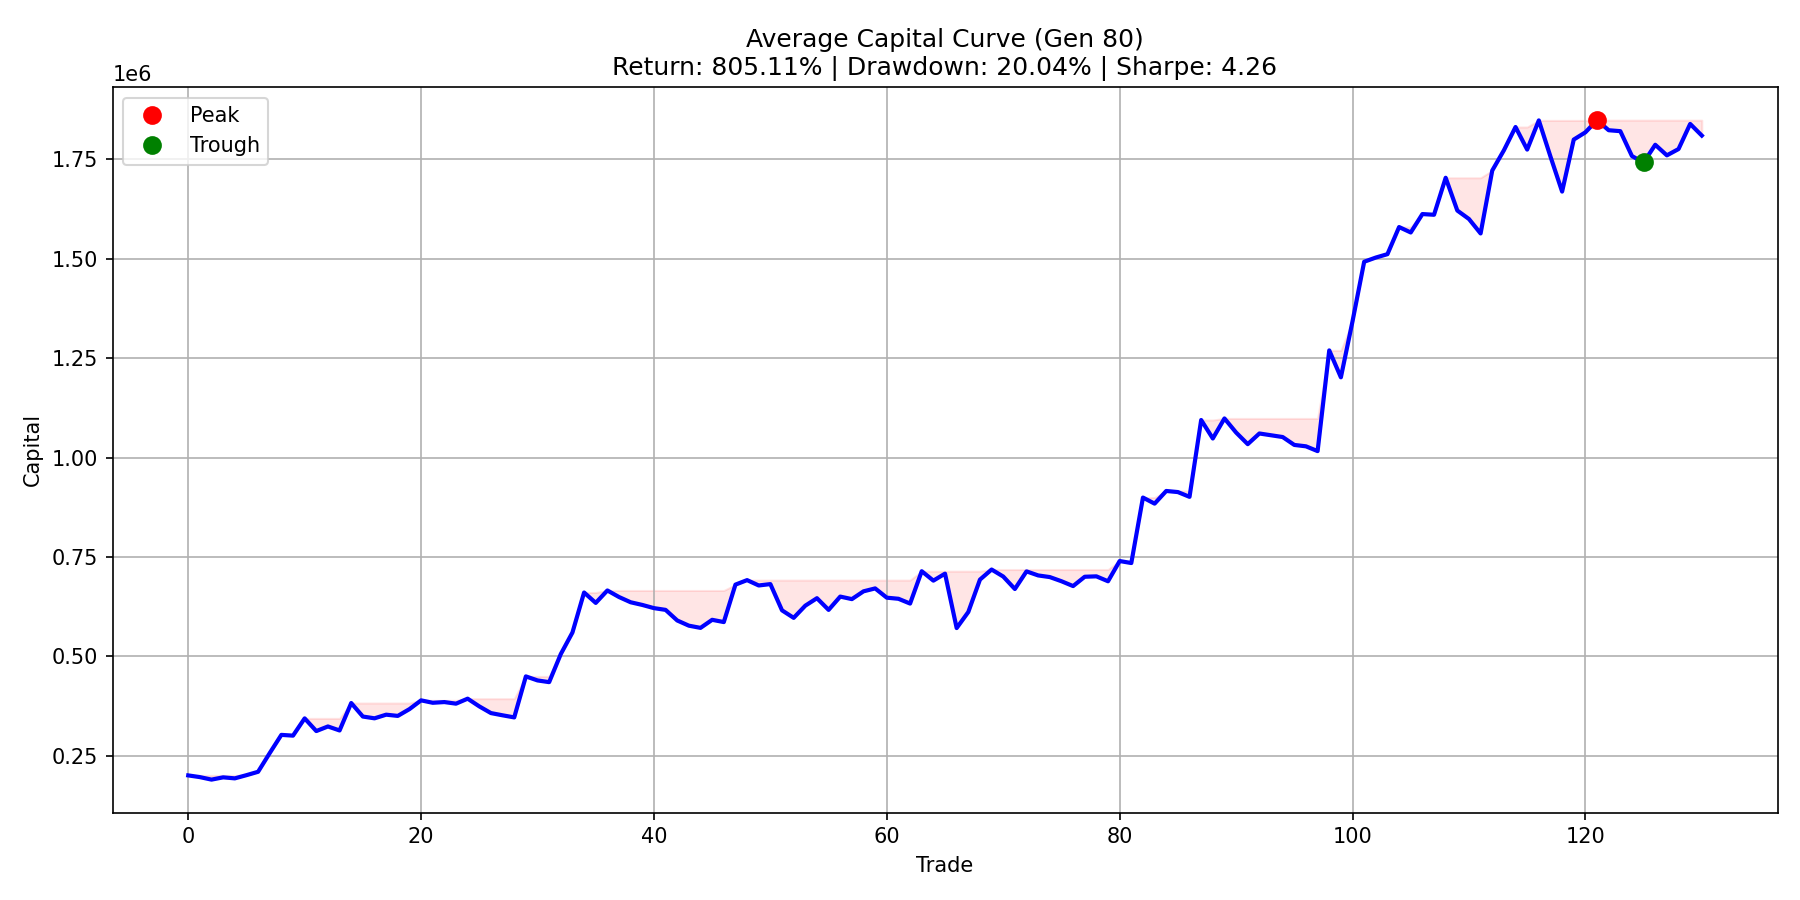 Average Capital Curve (Gen 80)
Return: 805.11% | Drawdown: 20.04% | Sharpe: 4.26
1e6
Peak
Trough
1.75
1.50
1.25
1.00
0.75
0.50
0.25
Capital
0 20 40 60 80 100 120
Trade